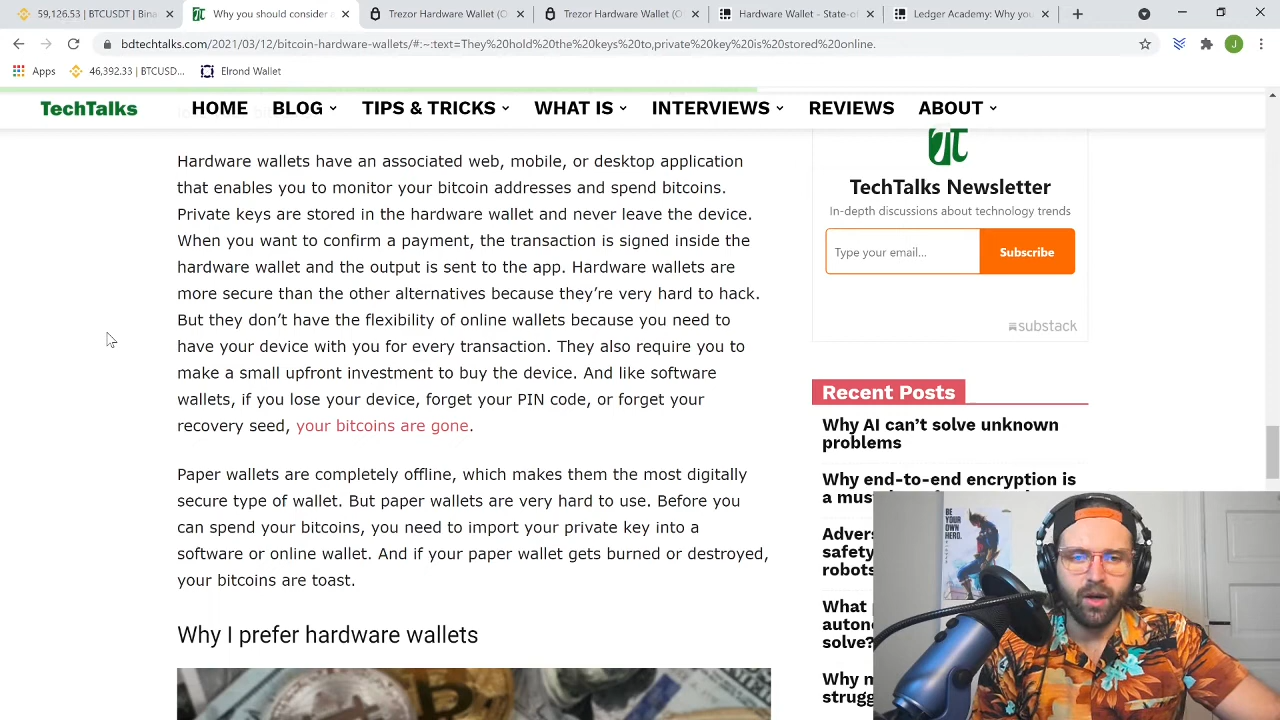 59,126.53 | BTCUSDT | Bina
Why you should consider a
Trezor Hardware Wallet (O
Trezor Hardware Wallet (O
Hardware Wallet - State-of
Ledger Academy: Why you
bdtechtalks.com/2021/03/12/bitcoin-hardware-wallets/#:~:text=They%20hold%20the%20keys%20to,private%20key%20is%20stored%20online.
J
Apps
46,392.33 | BTCUSD...
Elrond Wallet
TechTalks
HOME BLOG TIPS & TRICKS WHAT IS INTERVIEWS REVIEWS ABOUT
Hardware wallets have an associated web, mobile, or desktop application
that enables you to monitor your bitcoin addresses and spend bitcoins.
Private keys are stored in the hardware wallet and never leave the device.
When you want to confirm a payment, the transaction is signed inside the
hardware wallet and the output is sent to the app. Hardware wallets are
more secure than the other alternatives because they’re very hard to hack.
But they don’t have the flexibility of online wallets because you need to
have your device with you for every transaction. They also require you to
make a small upfront investment to buy the device. And like software
wallets, if you lose your device, forget your PIN code, or forget your
recovery seed, your bitcoins are gone.
Paper wallets are completely offline, which makes them the most digitally
secure type of wallet. But paper wallets are very hard to use. Before you
can spend your bitcoins, you need to import your private key into a
software or online wallet. And if your paper wallet gets burned or destroyed,
your bitcoins are toast.
Why I prefer hardware wallets
TechTalks Newsletter
In-depth discussions about technology trends
Type your email...
Subscribe
substack
Recent Posts
Why AI can’t solve unknown
problems
Why end-to-end encryption is
a mus
Advers
safety
robots
What
auton
solve?
Why m
strugg
BE
YOUR
OWN
HERO.